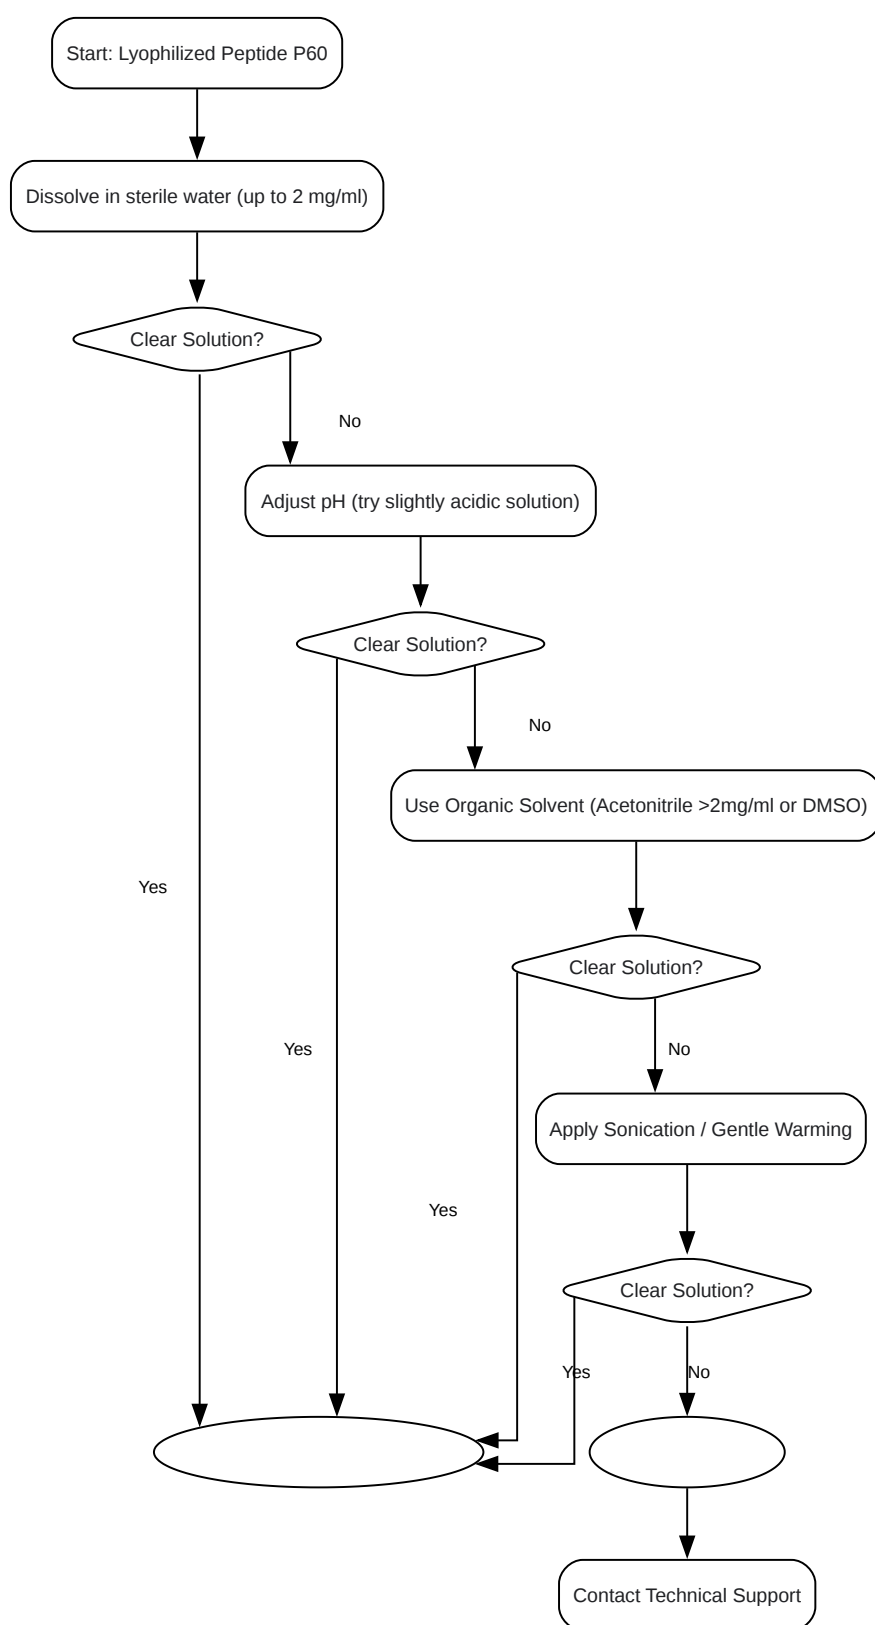 Start: Lyophilized Peptide P60
Dissolve in sterile water (up to 2 mg/ml)
Clear Solution?
No
Adjust pH (try slightly acidic solution)
Clear Solution?
No
Use Organic Solvent (Acetonitrile >2mg/ml or DMSO)
Yes
Clear Solution?
Yes
No
Apply Sonication / Gentle Warming
Yes
Clear Solution?
Yes
No
Contact Technical Support